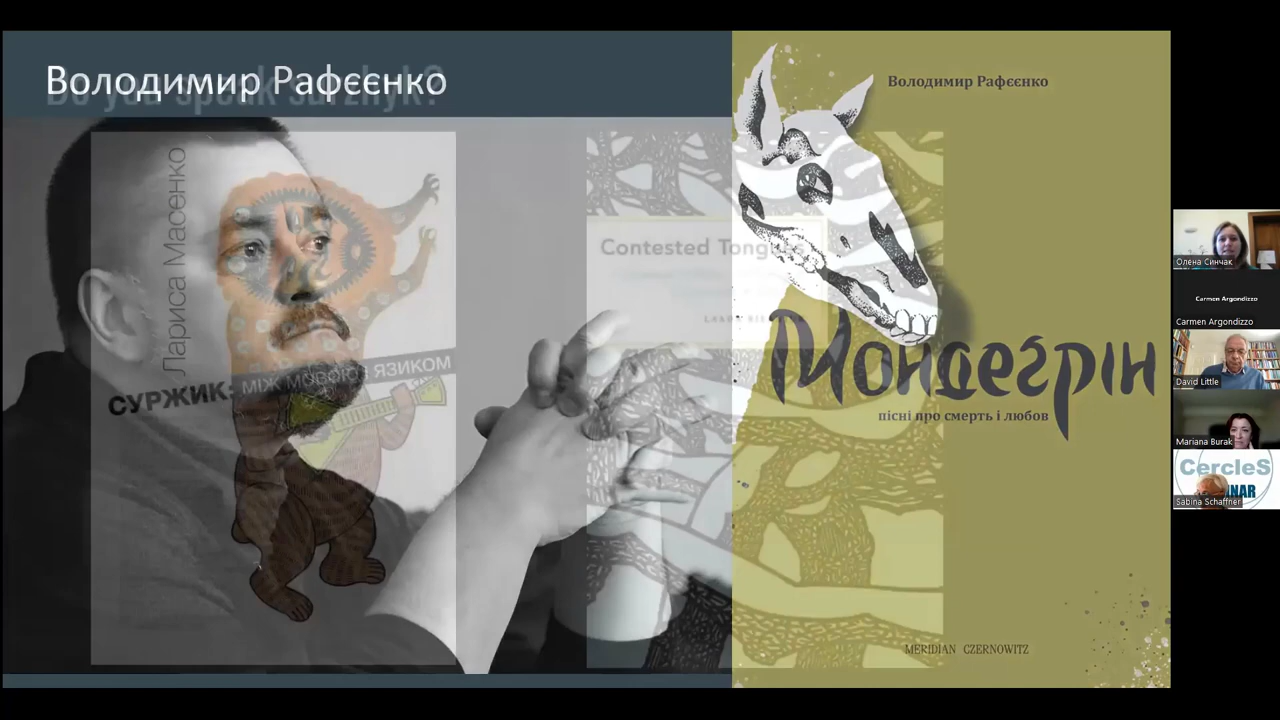 Володимир Рафєєнко
Do you speak surzhyk?
Лариса Масенко
СУРЖИК: МІЖ МОВОЮ І ЯЗИКОМ
Contested Tongues
Володимир Рафєєнко
Мондеґрін
пісні про смерть і любов
MERIDIAN CZERNOWITZ
Олена Синчак
Carmen Argondizzo
Carmen Argondizzo
David Little
Mariana Burak
CercleS
Sabina Schaffner